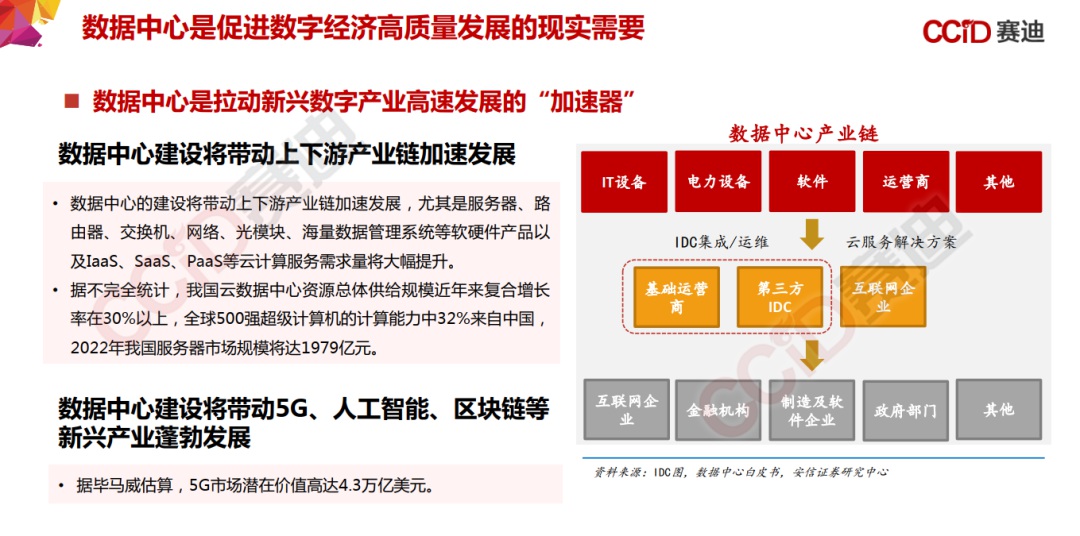 数据中心是促进数字经济高质量发展的现实需要
CCID赛迪
■ 数据中心是拉动新兴数字产业高速发展的“加速器”
数据中心建设将带动上下游产业链加速发展
• 数据中心的建设将带动上下游产业链加速发展，尤其是服务器、路
由器、交换机、网络、光模块、海量数据管理系统等软硬件产品以
及IaaS、SaaS、PaaS等云计算服务需求量将大幅提升。
• 据不完全统计，我国云数据中心资源总体供给规模近年来复合增长
率在30%以上，全球500强超级计算机的计算能力中32%来自中国，
2022年我国服务器市场规模将达1979亿元。
数据中心建设将带动5G、人工智能、区块链等
新兴产业蓬勃发展
• 据毕马威估算，5G市场潜在价值高达4.3万亿美元。
数据中心产业链
IT设备
电力设备
软件
运营商
其他
IDC集成/运维
云服务解决方案
基础运营
商
第三方
IDC
互联网企
业
互联网企
业
金融机构
制造及软
件企业
政府部门
其他
资料来源：IDC图，数据中心白皮书，安信证券研究中心
CCID赛迪
CCID赛迪